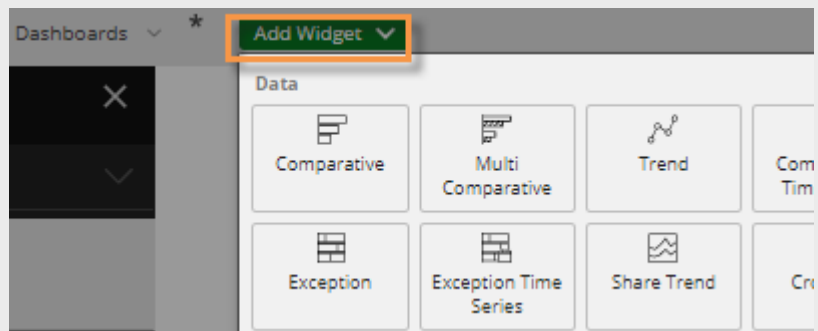 Dashboards *
Add Widget
Data
Comparative
Multi
Comparative
Trend
Exception
Exception Time
Series
Share Trend